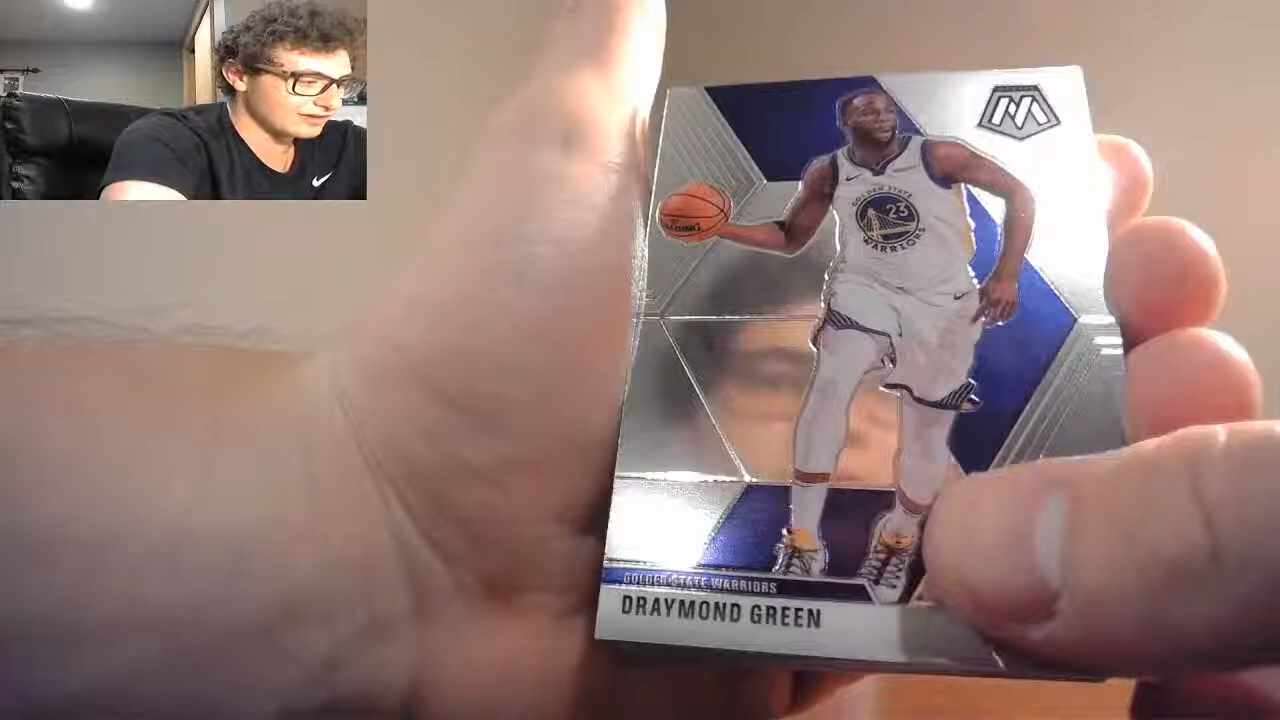 GOLDEN STATE
23
WARRIORS
GOLDEN STATE WARRIORS
DRAYMOND GREEN